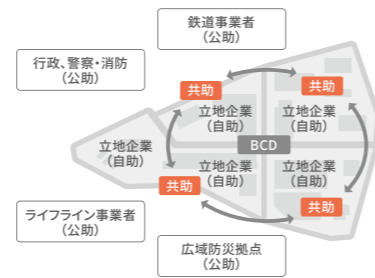 鉄道事業者
(公助)
行政、警察・消防
(公助)
共助
共助
立地企業
(自助)
立地企業
(自助)
立地企業
(自助)
BCD
立地企業
(自助)
立地企業
(自助)
共助
共助
ライフライン事業者
(公助)
広域防災拠点
(公助)